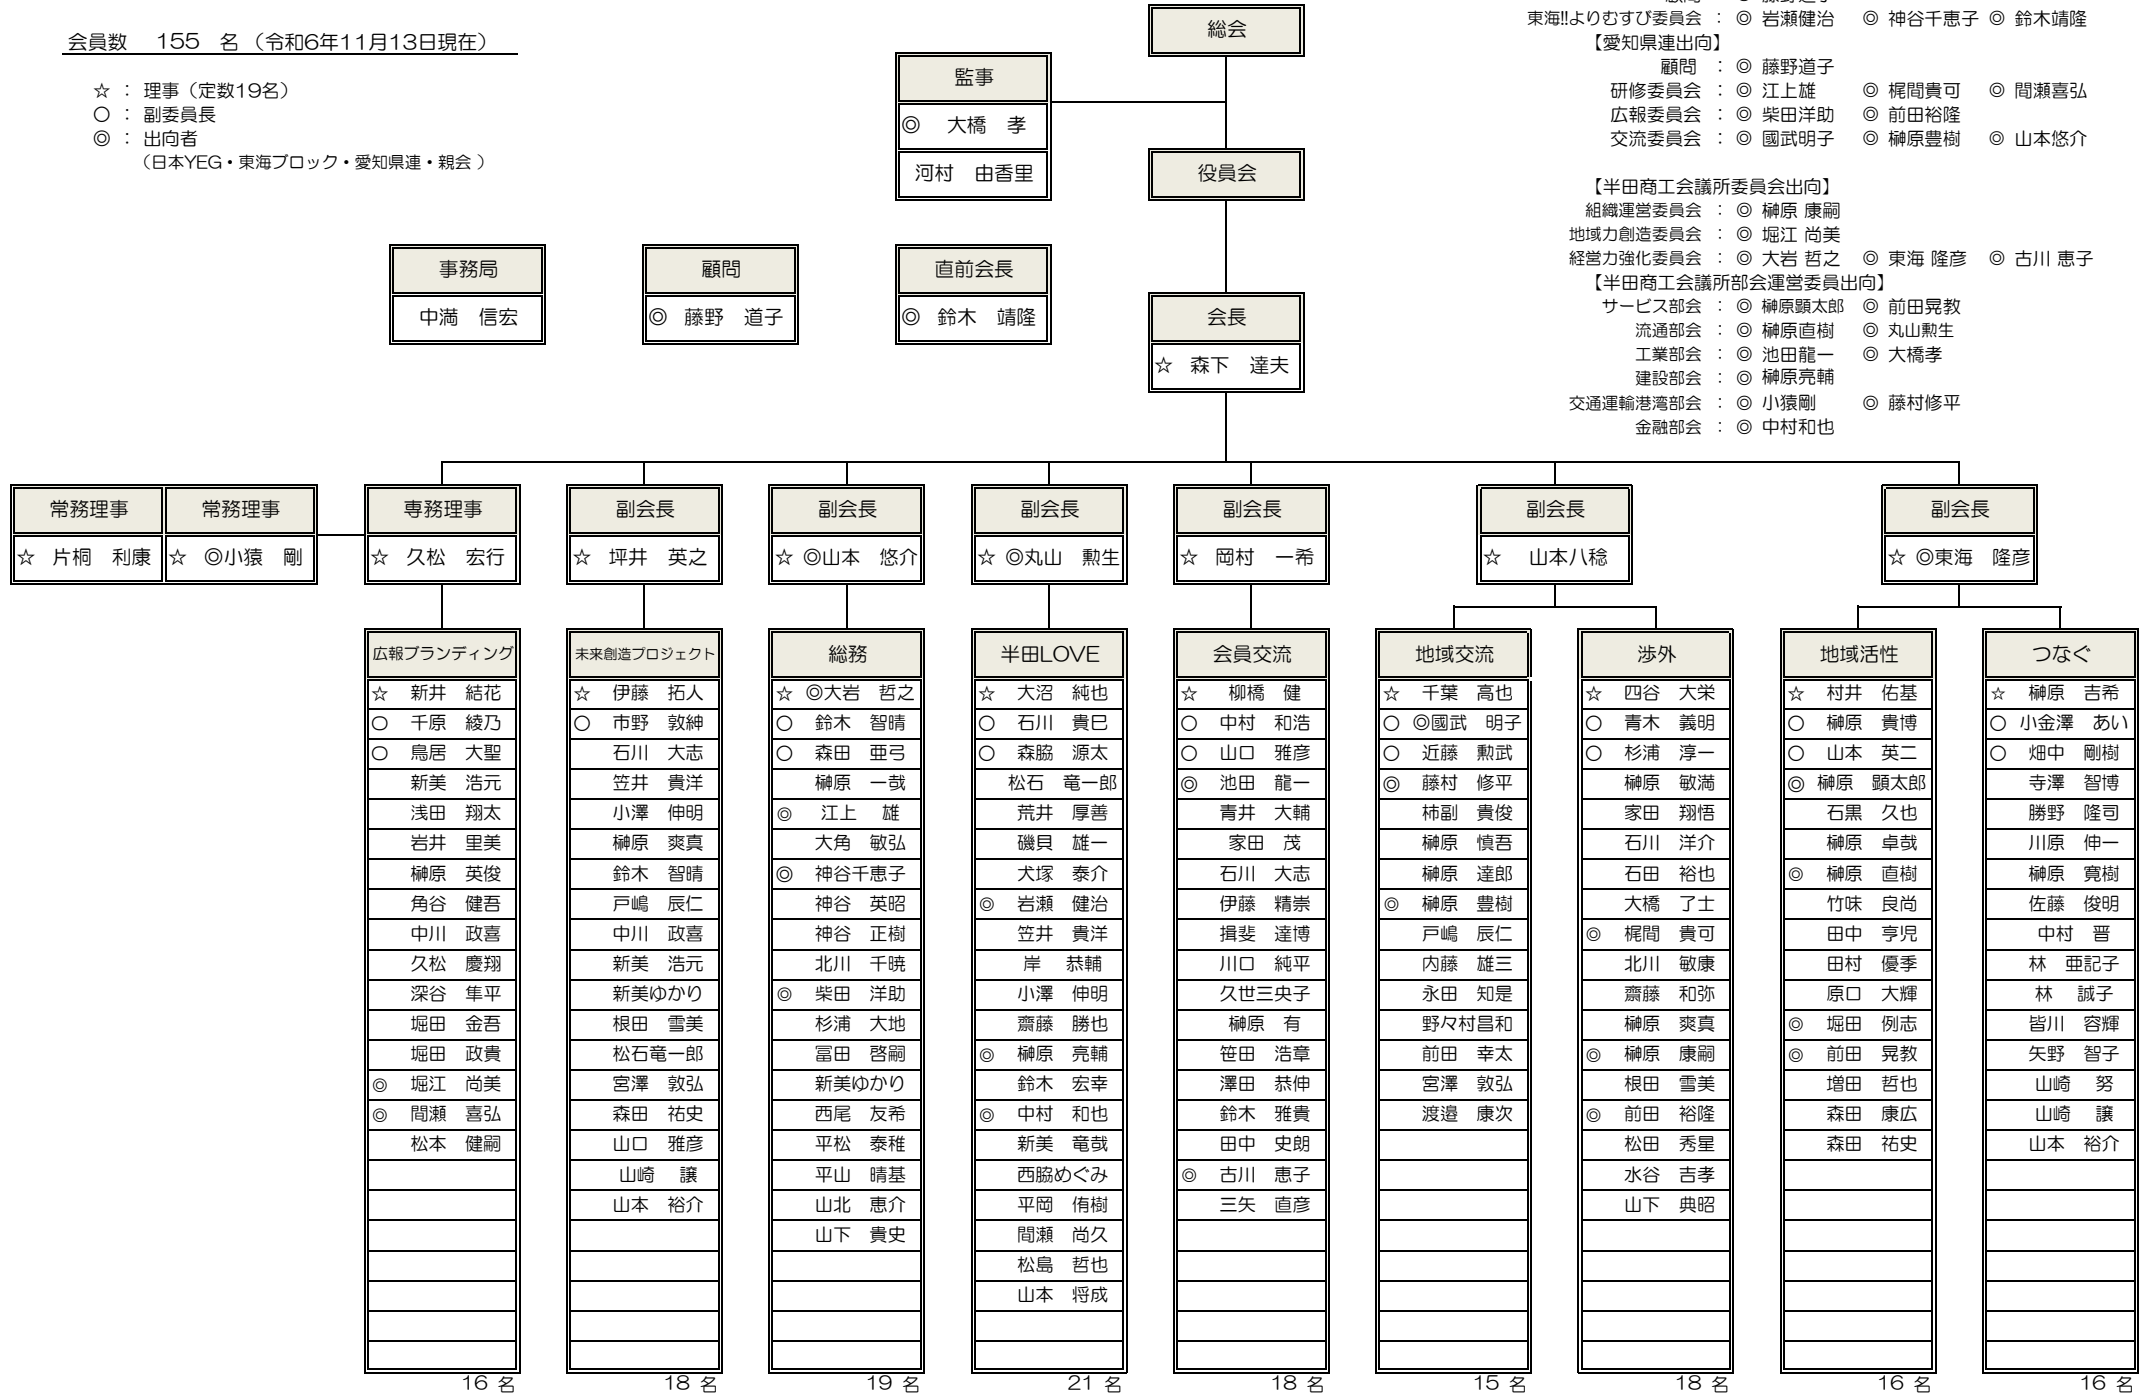 会員数 155 名 (令和6年11月13日現在)
☆ : 理事(定数19名)
○ : 副委員長
◎ : 出向者
(日本YEG・東海ブロック・愛知県連・親会 )
総会
監事
◎ 大橋 孝
河村 由香里
役員会
事務局
中満 信宏
顧問
◎ 藤野 道子
直前会長
◎ 鈴木 靖隆
会長
☆ 森下 達夫
東海!!よりむすび委員会 : ◎ 岩瀬健治 ◎ 神谷千恵子 ◎ 鈴木靖隆
【愛知県連出向】
顧問 : ◎ 藤野道子
研修委員会 : ◎ 江上雄 ◎ 梶間貴可 ◎ 間瀬喜弘
広報委員会 : ◎ 柴田洋助 ◎ 前田裕隆
交流委員会 : ◎ 國武明子 ◎ 榊原豊樹 ◎ 山本悠介
【半田商工会議所委員会出向】
組織運営委員会 : ◎ 榊原 康嗣
地域力創造委員会 : ◎ 堀江 尚美
経営力強化委員会 : ◎ 大岩 哲之 ◎ 東海 隆彦 ◎ 古川 恵子
【半田商工会議所部会運営委員出向】
サービス部会 : ◎ 榊原顕太郎 ◎ 前田晃教
流通部会 : ◎ 榊原直樹 ◎ 丸山勲生
工業部会 : ◎ 池田龍一 ◎ 大橋孝
建設部会 : ◎ 榊原亮輔
交通運輸港湾部会 : ◎ 小猿剛 ◎ 藤村修平
金融部会 : ◎ 中村和也
常務理事
☆ 片桐 利康
常務理事
☆ ◎小猿 剛
専務理事
☆ 久松 宏行
副会長
☆ 坪井 英之
副会長
☆ ◎山本 悠介
副会長
☆ ◎丸山 勲生
副会長
☆ 岡村 一希
副会長
☆ 山本八稔
副会長
☆ ◎東海 隆彦
広報ブランディング
☆ 新井 結花
○ 千原 綾乃
○ 鳥居 大聖
新美 浩元
浅田 翔太
岩井 里美
榊原 英俊
角谷 健吾
中川 政喜
久松 慶翔
深谷 隼平
堀田 金吾
堀田 政貴
◎ 堀江 尚美
◎ 間瀬 喜弘
松本 健嗣
16 名
未来創造プロジェクト
☆ 伊藤 拓人
○ 市野 敦紳
石川 大志
笠井 貴洋
小澤 伸明
榊原 爽真
鈴木 智晴
戸嶋 辰仁
中川 政喜
新美 浩元
新美ゆかり
根田 雪美
松石竜一郎
宮澤 敦弘
森田 祐史
山口 雅彦
山崎 譲
山本 裕介
18 名
総務
☆ ◎大岩 哲之
○ 鈴木 智晴
○ 森田 亜弓
榊原 一哉
◎ 江上 雄
大角 敏弘
◎ 神谷千恵子
神谷 英昭
神谷 正樹
北川 千暁
◎ 柴田 洋助
杉浦 大地
冨田 啓嗣
新美ゆかり
西尾 友希
平松 泰稚
平山 晴基
山北 恵介
山下 貴史
19 名
半田LOVE
☆ 大沼 純也
○ 石川 貴巳
○ 森脇 源太
松石 竜一郎
荒井 厚善
磯貝 雄一
犬塚 泰介
◎ 岩瀬 健治
笠井 貴洋
岸 恭輔
小澤 伸明
齋藤 勝也
◎ 榊原 亮輔
鈴木 宏幸
◎ 中村 和也
新美 竜哉
西脇めぐみ
平岡 侑樹
間瀬 尚久
松島 哲也
山本 将成
21 名
会員交流
☆ 柳橋 健
○ 中村 和浩
○ 山口 雅彦
◎ 池田 龍一
青井 大輔
家田 茂
石川 大志
伊藤 精崇
揖斐 達博
川口 純平
久世三央子
榊原 有
笹田 浩章
澤田 恭伸
鈴木 雅貴
田中 史朗
◎ 古川 恵子
三矢 直彦
18 名
地域交流
☆ 千葉 高也
○ ◎國武 明子
○ 近藤 勲武
◎ 藤村 修平
柿副 貴俊
榊原 慎吾
榊原 達郎
◎ 榊原 豊樹
戸嶋 辰仁
内藤 雄三
永田 知是
野々村昌和
前田 幸太
宮澤 敦弘
渡邉 康次
15 名
渉外
☆ 四谷 大栄
○ 青木 義明
○ 杉浦 淳一
榊原 敏満
家田 翔悟
石川 洋介
石田 裕也
大橋 了士
◎ 梶間 貴可
北川 敏康
齋藤 和弥
榊原 爽真
◎ 榊原 康嗣
根田 雪美
◎ 前田 裕隆
松田 秀星
水谷 吉孝
山下 典昭
18 名
地域活性
☆ 村井 佑基
○ 榊原 貴博
○ 山本 英二
◎ 榊原 顕太郎
石黒 久也
榊原 卓哉
◎ 榊原 直樹
竹味 良尚
田中 亨児
田村 優季
原口 大輝
◎ 堀田 例志
◎ 前田 晃教
増田 哲也
森田 康広
森田 祐史
16 名
つなぐ
☆ 榊原 吉希
○ 小金澤 あい
○ 畑中 剛樹
寺澤 智博
勝野 隆司
川原 伸一
榊原 寛樹
佐藤 俊明
中村 晋
林 亜記子
林 誠子
皆川 容輝
矢野 智子
山崎 努
山崎 譲
山本 裕介
16 名